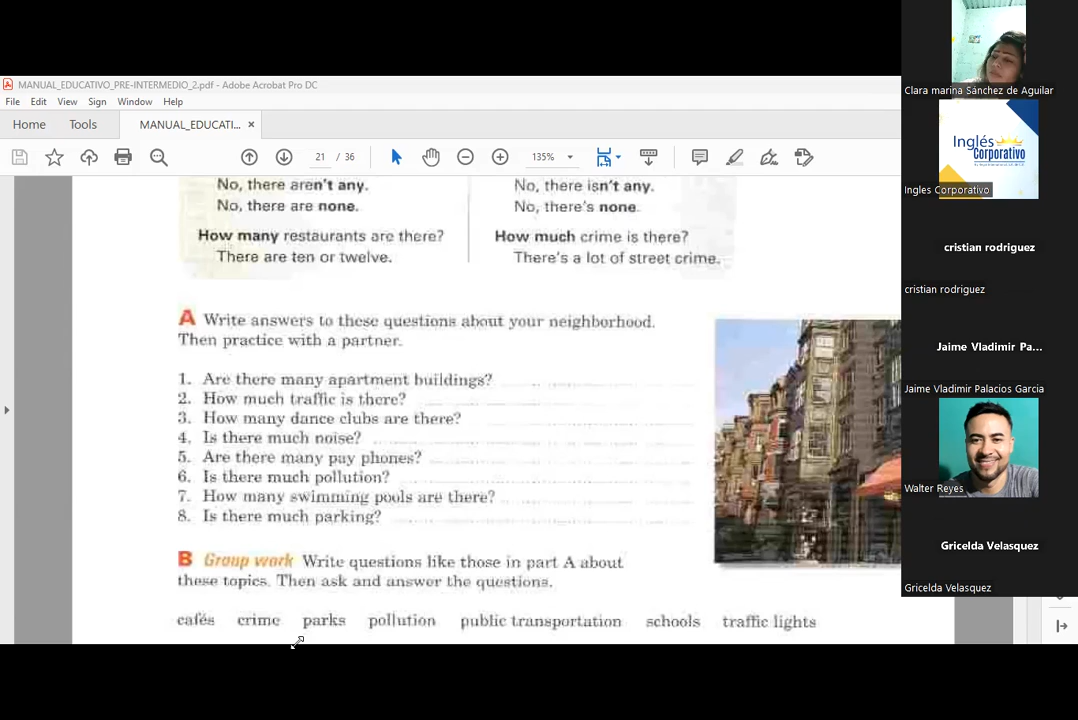 MANUAL_EDUCATIVO_PRE-INTERMEDIO_2.pdf - Adobe Acrobat Pro DC
File Edit View Sign Window Help
Home Tools MANUAL_EDUCATI... ×
21 / 36 135%
No, there aren't any.
No, there are none.
How many restaurants are there?
There are ten or twelve.
No, there isn't any.
No, there's none.
How much crime is there?
There's a lot of street crime.
A Write answers to these questions about your neighborhood.
Then practice with a partner.
1. Are there many apartment buildings?
2. How much traffic is there?
3. How many dance clubs are there?
4. Is there much noise?
5. Are there many pay phones?
6. Is there much pollution?
7. How many swimming pools are there?
8. Is there much parking?
B Group work Write questions like those in part A about
these topics. Then ask and answer the questions.
cafés crime parks pollution public transportation schools traffic lights
Clara marina Sánchez de Aguilar
Inglés
Corporativo
Ingles Corporativo
cristian rodriguez
cristian rodriguez
Jaime Vladimir Pa...
Jaime Vladimir Palacios Garcia
Walter Reyes
Gricelda Velasquez
Gricelda Velasquez